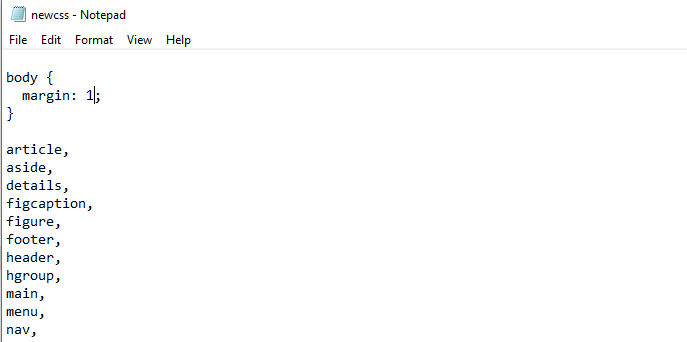 newcss - Notepad
File Edit Format View Help
body {
  margin: 1;
}
article,
aside,
details,
figcaption,
figure,
footer,
header,
hgroup,
main,
menu,
nav,